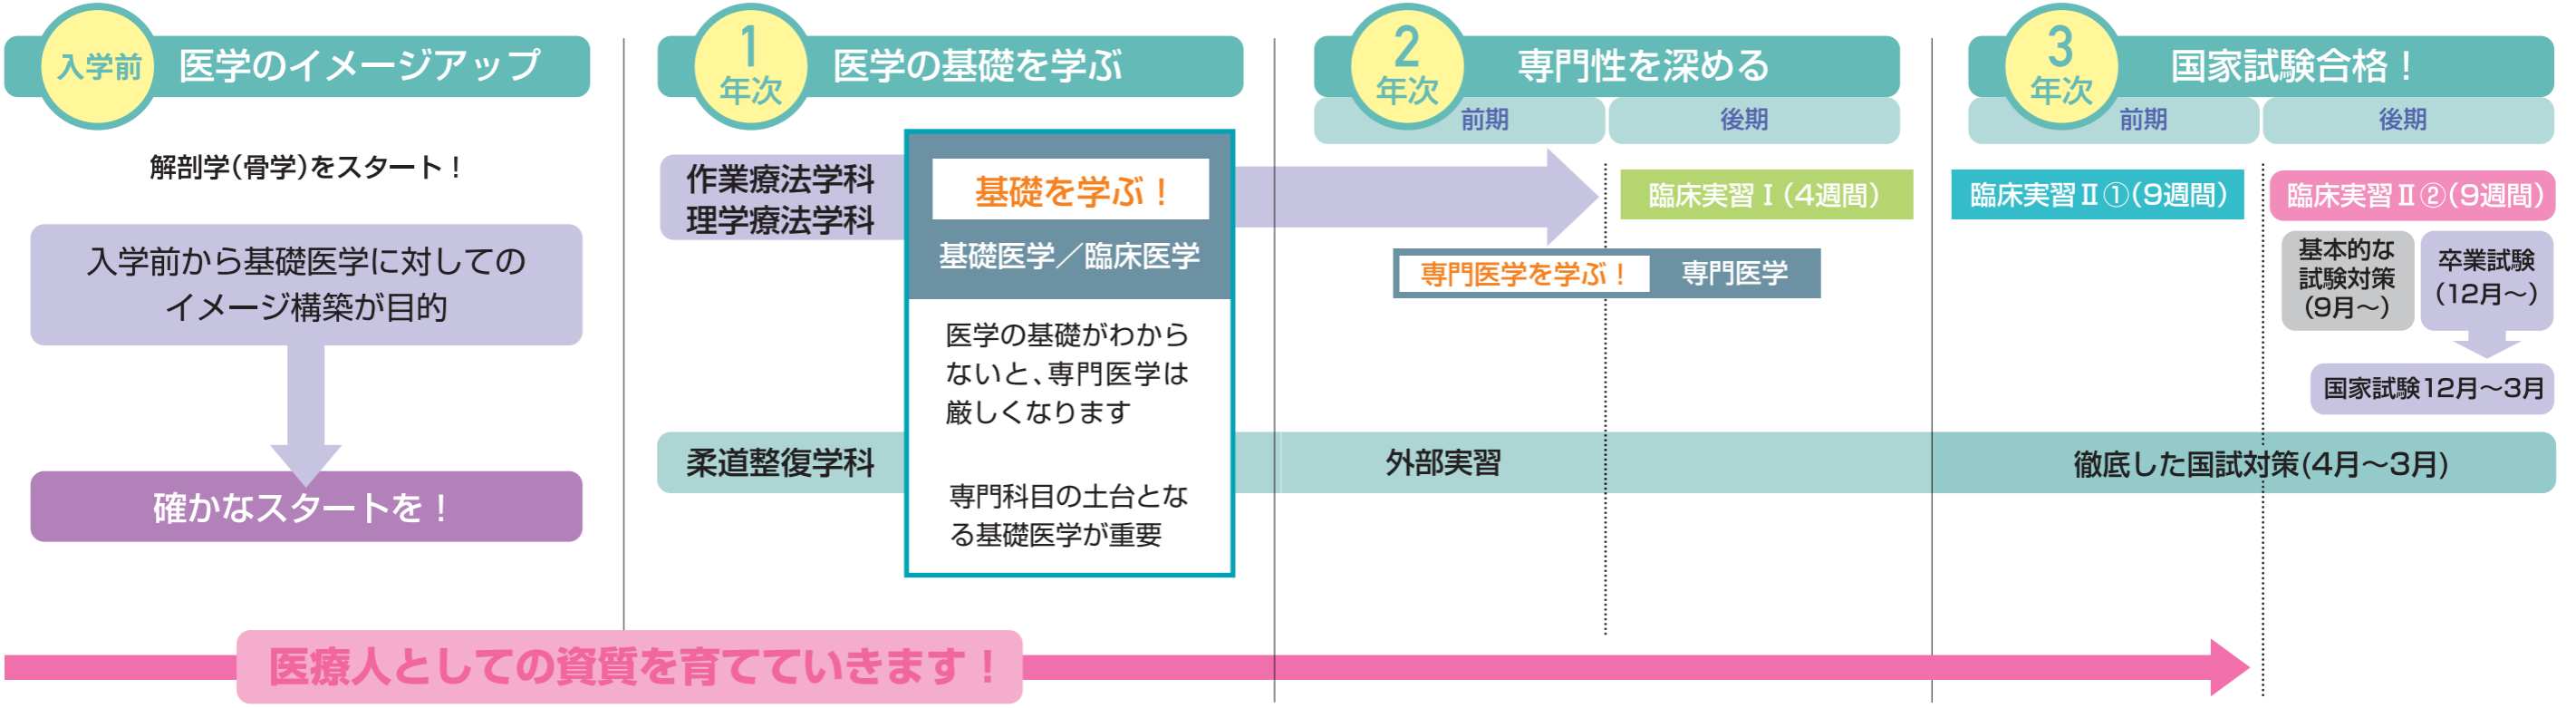 入学前
医学のイメージアップ
解剖学(骨学)をスタート！
入学前から基礎医学に対しての
イメージ構築が目的
確かなスタートを！
1
年次
医学の基礎を学ぶ
作業療法学科
理学療法学科
基礎を学ぶ！
基礎医学／臨床医学
医学の基礎がわから
ないと、専門医学は
厳しくなります
専門科目の土台とな
る基礎医学が重要
柔道整復学科
2
年次
専門性を深める
前期
後期
臨床実習Ⅰ(4週間)
専門医学を学ぶ！
専門医学
外部実習
3
年次
国家試験合格！
前期
後期
臨床実習Ⅱ①(9週間)
臨床実習Ⅱ②(9週間)
基本的な
試験対策
(9月〜)
卒業試験
(12月〜)
国家試験12月〜3月
徹底した国試対策(4月〜3月)
医療人としての資質を育てていきます！